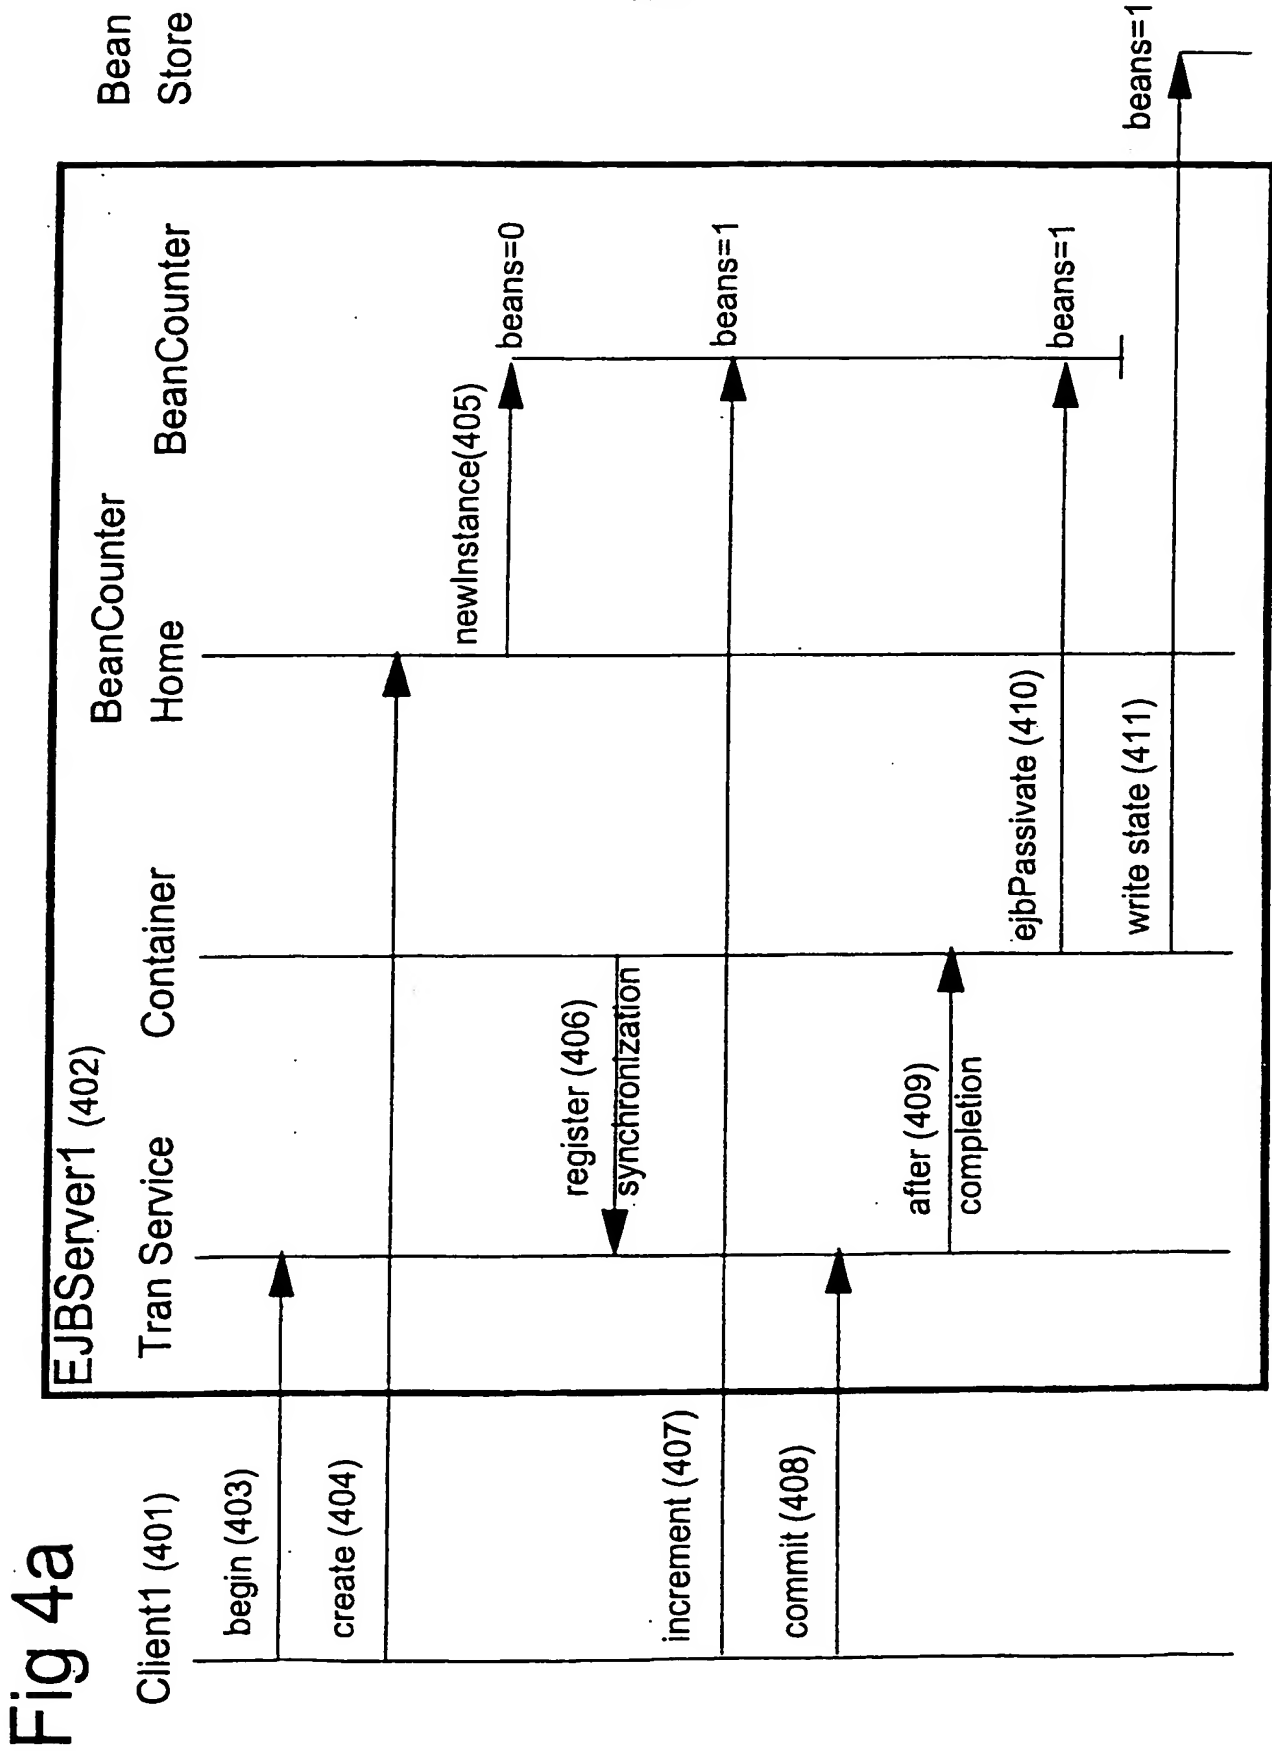 Fig 4a
EJBServer1 (402)
Client1 (401)
Tran Service
Container
BeanCounter
Home
BeanCounter
Bean
Store
begin (403)
create (404)
newInstance(405)
beans=0
register (406)
synchronization
increment (407)
beans=1
commit (408)
after (409)
completion
ejbPassivate (410)
beans=1
write state (411)
beans=1